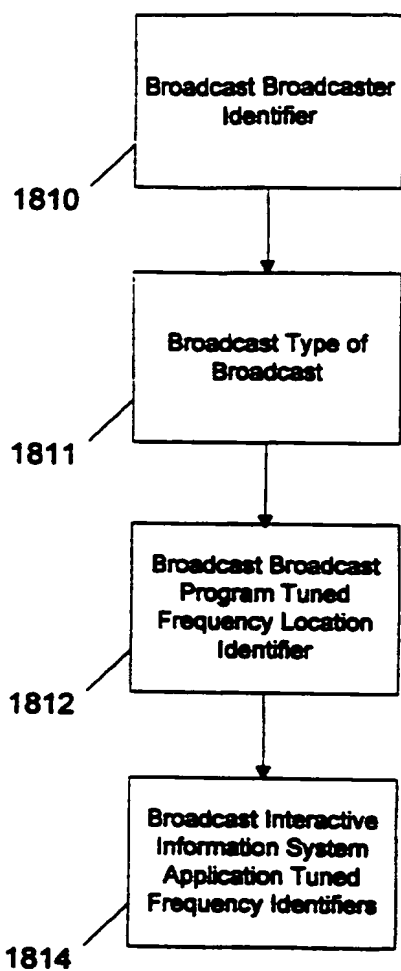 Broadcast Broadcaster
Identifier
1810
Broadcast Type of
Broadcast
1811
Broadcast Broadcast
Program Tuned
Frequency Location
Identifier
1812
Broadcast Interactive
Information System
Application Tuned
Frequency Identifiers
1814